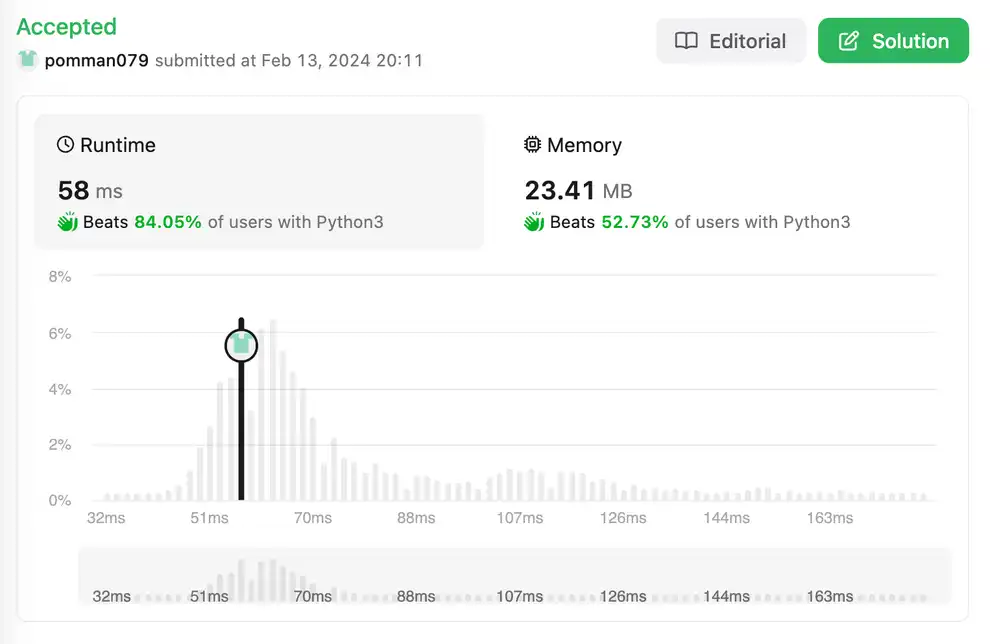 Accepted
Editorial
Solution
pomman079 submitted at Feb 13, 2024 20:11
Runtime
58 ms
Beats 84.05% of users with Python3
Memory
23.41 MB
Beats 52.73% of users with Python3
8%
6%
4%
2%
0%
32ms 51ms 70ms 88ms 107ms 126ms 144ms 163ms
32ms 51ms 70ms 88ms 107ms 126ms 144ms 163ms